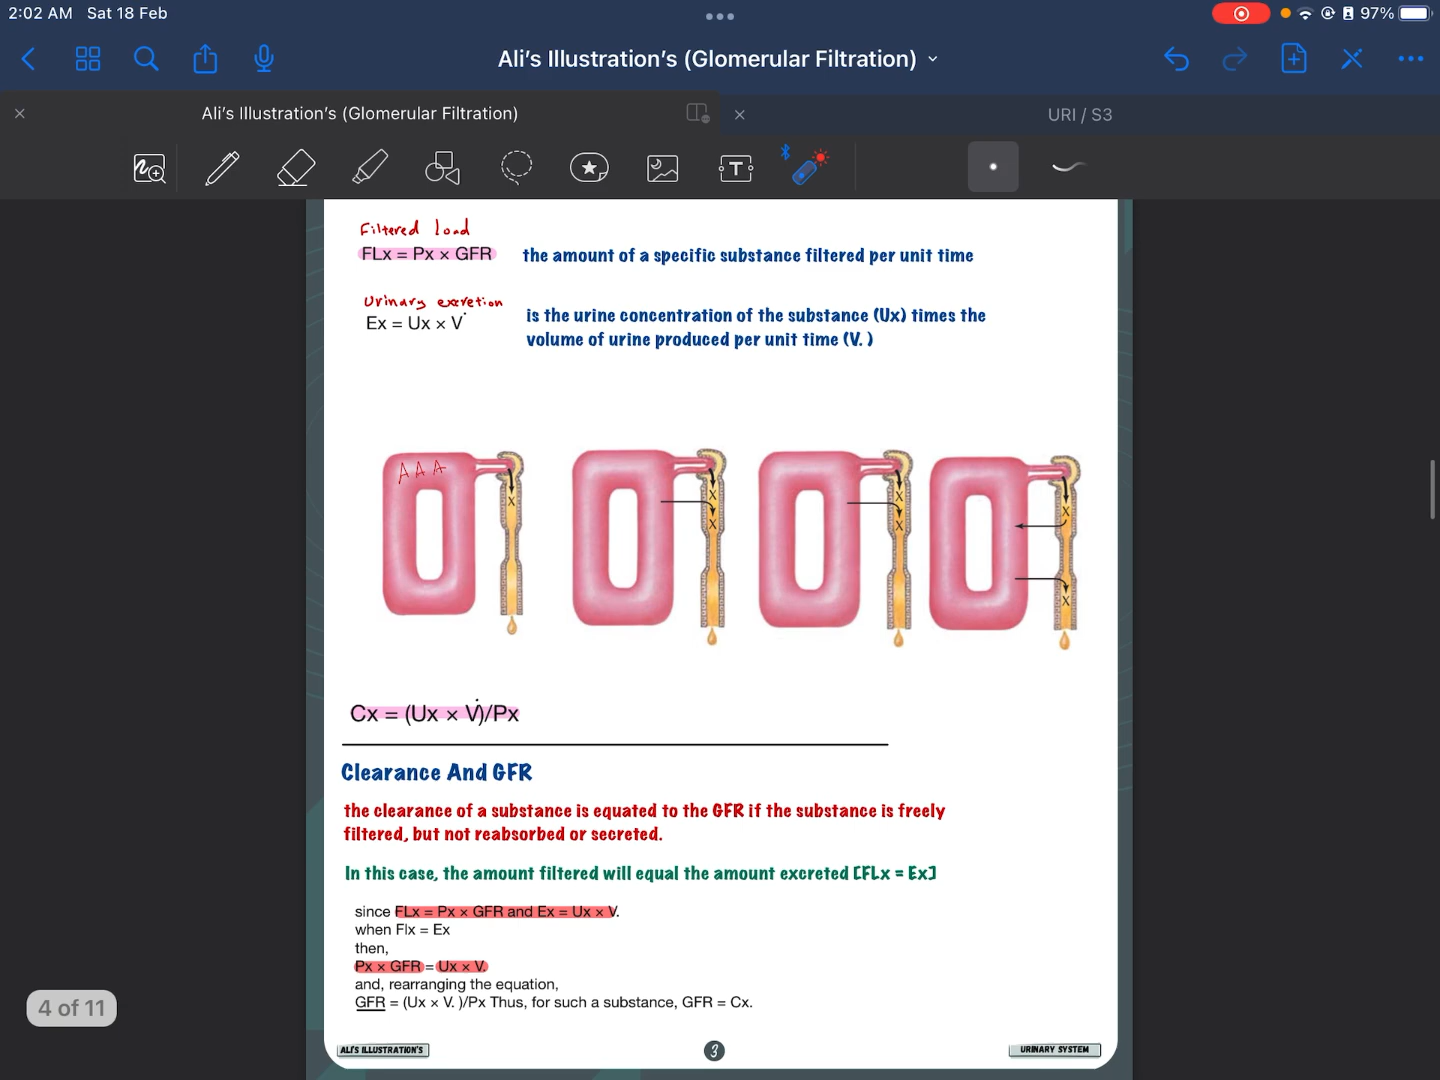 2:02 AM Sat 18 Feb
97%
Ali's Illustration's (Glomerular Filtration)
Ali's Illustration's (Glomerular Filtration)
URI / S3
T
Filtered load
FLx = Px × GFR
the amount of a specific substance filtered per unit time
Urinary excretion
Ex = Ux × V̇
is the urine concentration of the substance (Ux) times the
volume of urine produced per unit time (V. )
A A A
X
X
X
X
X
X
X
Cx = (Ux × V̇)/Px
Clearance And GFR
the clearance of a substance is equated to the GFR if the substance is freely
filtered, but not reabsorbed or secreted.
In this case, the amount filtered will equal the amount excreted [FLx = Ex]
since FLx = Px × GFR and Ex = Ux × V.
when Flx = Ex
then,
Px × GFR = Ux × V.
and, rearranging the equation,
GFR = (Ux × V. )/Px Thus, for such a substance, GFR = Cx.
4 of 11
ALI'S ILLUSTRATION'S
3
URINARY SYSTEM